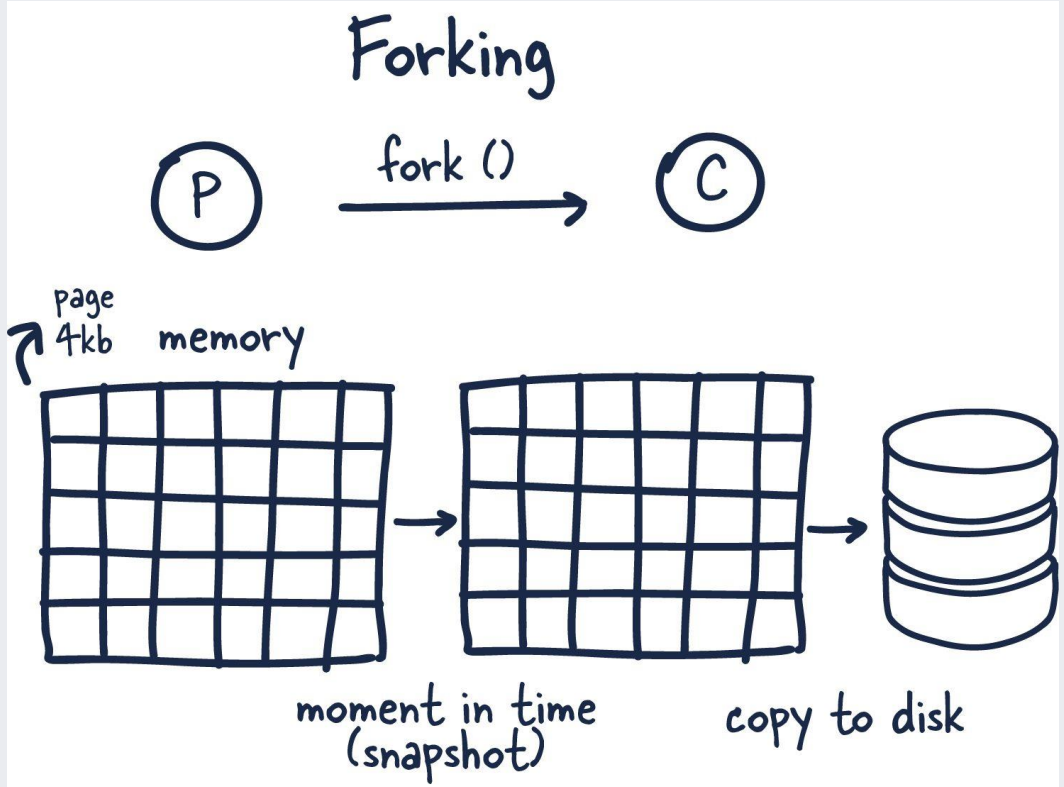 Forking
P
fork ()
C
page
4kb
memory
moment in time
(snapshot)
copy to disk